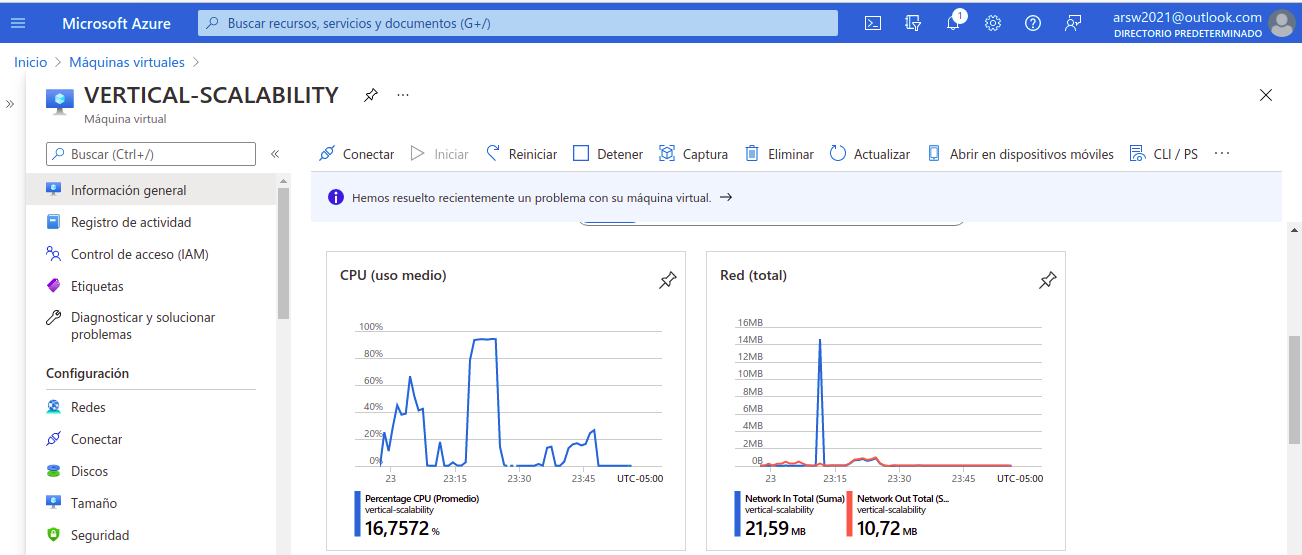 Microsoft Azure
Buscar recursos, servicios y documentos (G+/)
1
arsw2021@outlook.com
DIRECTORIO PREDETERMINADO
Inicio > Máquinas virtuales >
VERTICAL-SCALABILITY
Máquina virtual
Buscar (Ctrl+/)
Información general
Registro de actividad
Control de acceso (IAM)
Etiquetas
Diagnosticar y solucionar
problemas
Configuración
Redes
Conectar
Discos
Tamaño
Seguridad
Conectar Iniciar Reiniciar Detener Captura Eliminar Actualizar Abrir en dispositivos móviles CLI / PS ...
Hemos resuelto recientemente un problema con su máquina virtual. →
CPU (uso medio)
100%
80%
60%
40%
20%
0%
23 23:15 23:30 23:45 UTC-05:00
Percentage CPU (Promedio)
vertical-scalability
16,7572 %
Red (total)
16MB
14MB
12MB
10MB
8MB
6MB
4MB
2MB
0B
23 23:15 23:30 23:45 UTC-05:00
Network In Total (Suma)
vertical-scalability
21,59 MB
Network Out Total (S...
vertical-scalability
10,72 MB